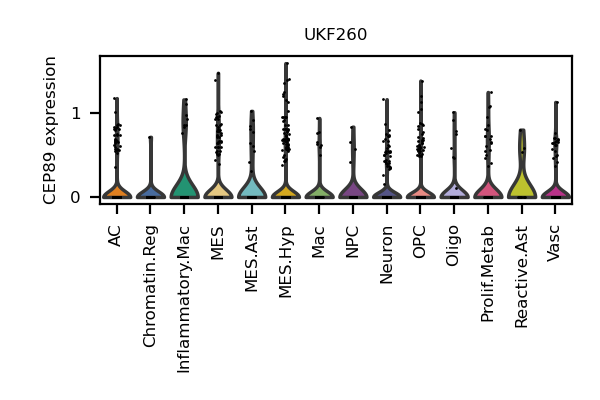 UKF260
CEP89 expression
1
0
AC
Chromatin.Reg
Inflammatory.Mac
MES
MES.Ast
MES.Hyp
Mac
NPC
Neuron
OPC
Oligo
Prolif.Metab
Reactive.Ast
Vasc